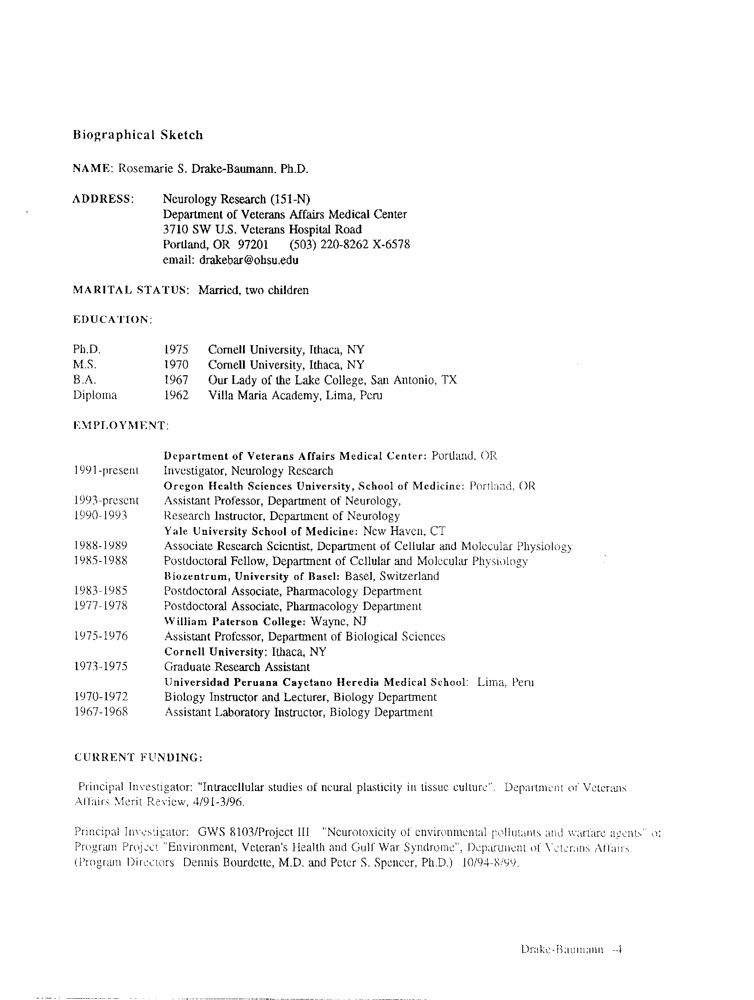 Biographical Sketch
NAME: Rosemarie S. Drake-Baumann, Ph.D.
ADDRESS: Neurology Research (151-N)
Department of Veterans Affairs Medical Center
3710 SW U.S. Veterans Hospital Road
Portland, OR 97201 (503) 220-8262 X-6578
email: drakebar@ohsu.edu
MARITAL STATUS: Married, two children
EDUCATION:
Ph.D. 1975 Cornell University, Ithaca, NY
M.S. 1970 Cornell University, Ithaca, NY
B.A. 1967 Our Lady of the Lake College, San Antonio, TX
Diploma 1962 Villa Maria Academy, Lima, Peru
EMPLOYMENT:
Department of Veterans Affairs Medical Center: Portland, OR
1991-present Investigator, Neurology Research
Oregon Health Sciences University, School of Medicine: Portland, OR
1993-present Assistant Professor, Department of Neurology,
1990-1993 Research Instructor, Department of Neurology
Yale University School of Medicine: New Haven, CT
1988-1989 Associate Research Scientist, Department of Cellular and Molecular Physiology
1985-1988 Postdoctoral Fellow, Department of Cellular and Molecular Physiology
Biozentrum, University of Basel: Basel, Switzerland
1983-1985 Postdoctoral Associate, Pharmacology Department
1977-1978 Postdoctoral Associate, Pharmacology Department
William Paterson College: Wayne, NJ
1975-1976 Assistant Professor, Department of Biological Sciences
Cornell University: Ithaca, NY
1973-1975 Graduate Research Assistant
Universidad Peruana Cayetano Heredia Medical School: Lima, Peru
1970-1972 Biology Instructor and Lecturer, Biology Department
1967-1968 Assistant Laboratory Instructor, Biology Department
CURRENT FUNDING:
Principal Investigator: "Intracellular studies of neural plasticity in tissue culture". Department of Veterans
Affairs Merit Review, 4/91-3/96.
Principal Investigator: GWS 8103/Project III "Neurotoxicity of environmental pollutants and warfare agents" of
Program Project "Environment, Veteran's Health and Gulf War Syndrome", Department of Veterans Affairs.
(Program Directors Dennis Bourdette, M.D. and Peter S. Spencer, Ph.D.) 10/94-8/99.
Drake-Baumann -4